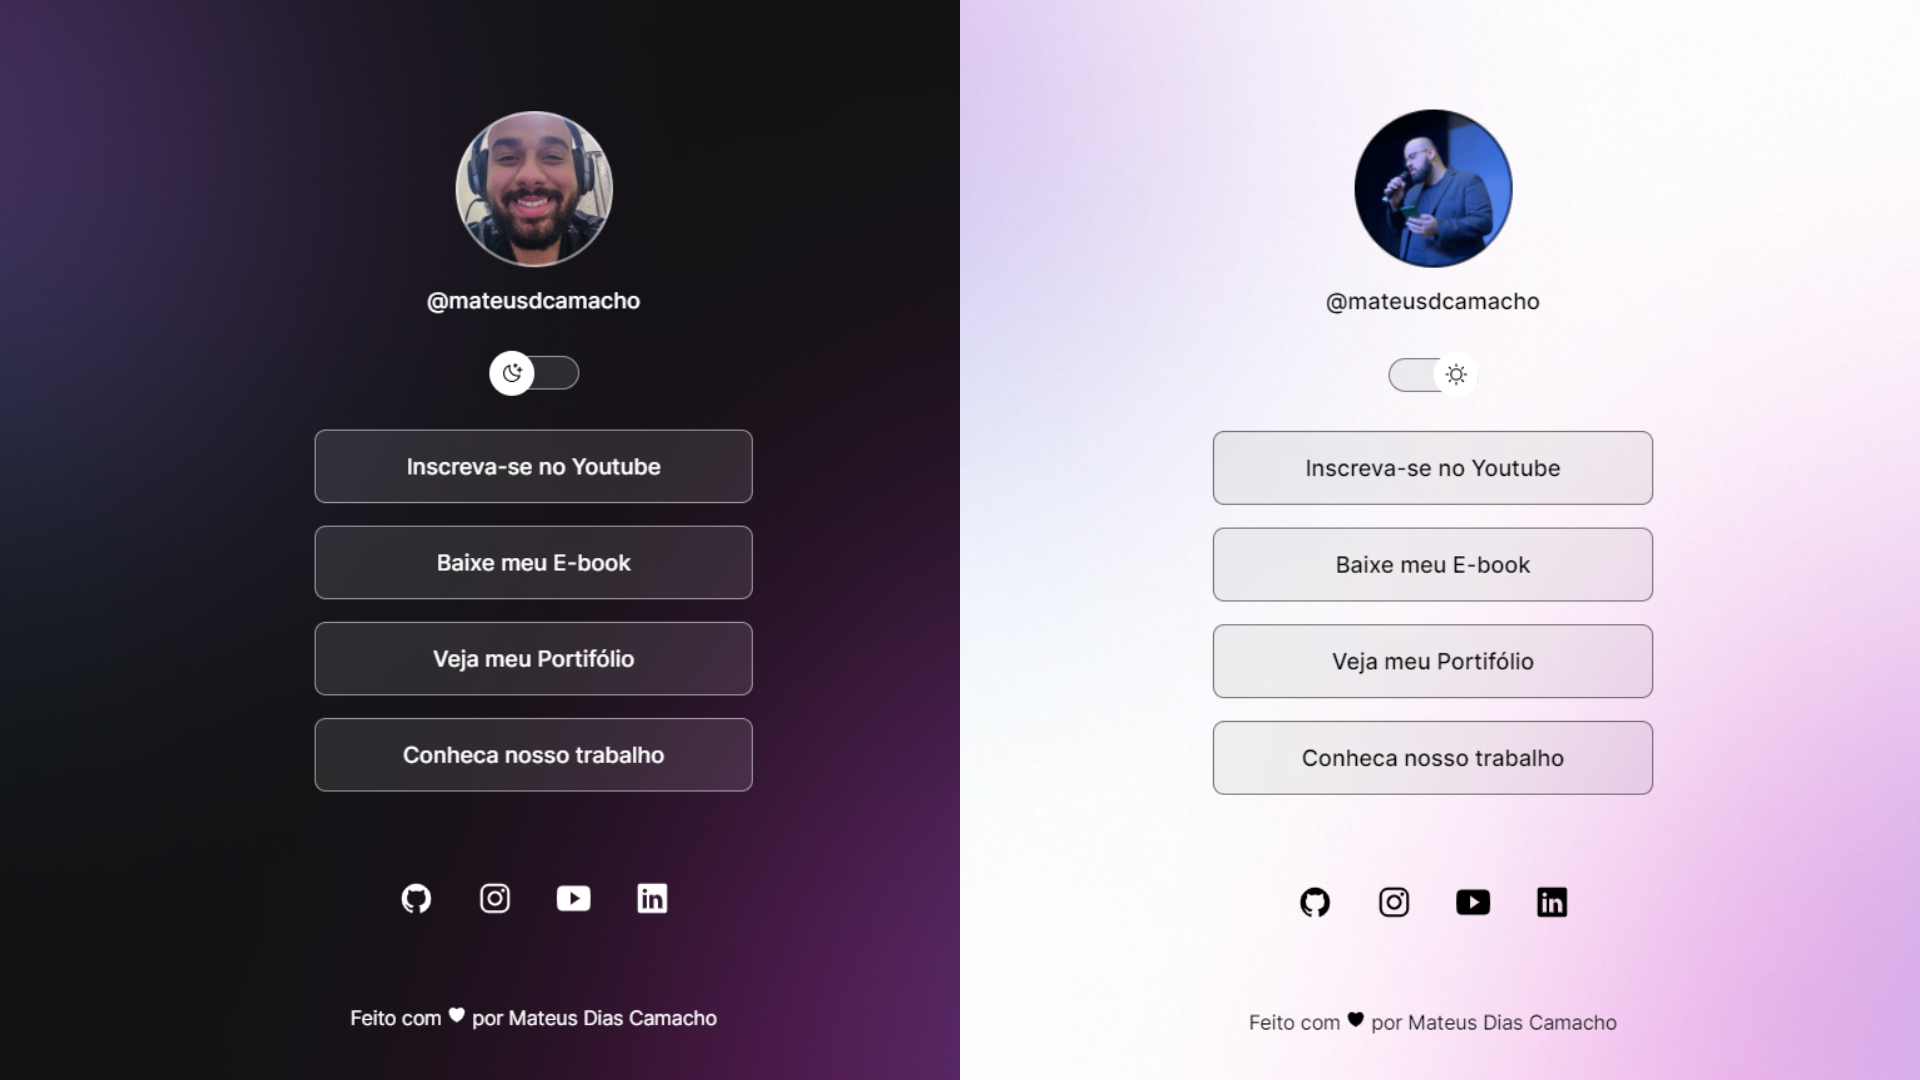 @mateusdcamacho
Inscreva-se no Youtube
Baixe meu E-book
Veja meu Portifólio
Conheca nosso trabalho
in
Feito com por Mateus Dias Camacho
@mateusdcamacho
Inscreva-se no Youtube
Baixe meu E-book
Veja meu Portifólio
Conheca nosso trabalho
in
Feito com por Mateus Dias Camacho